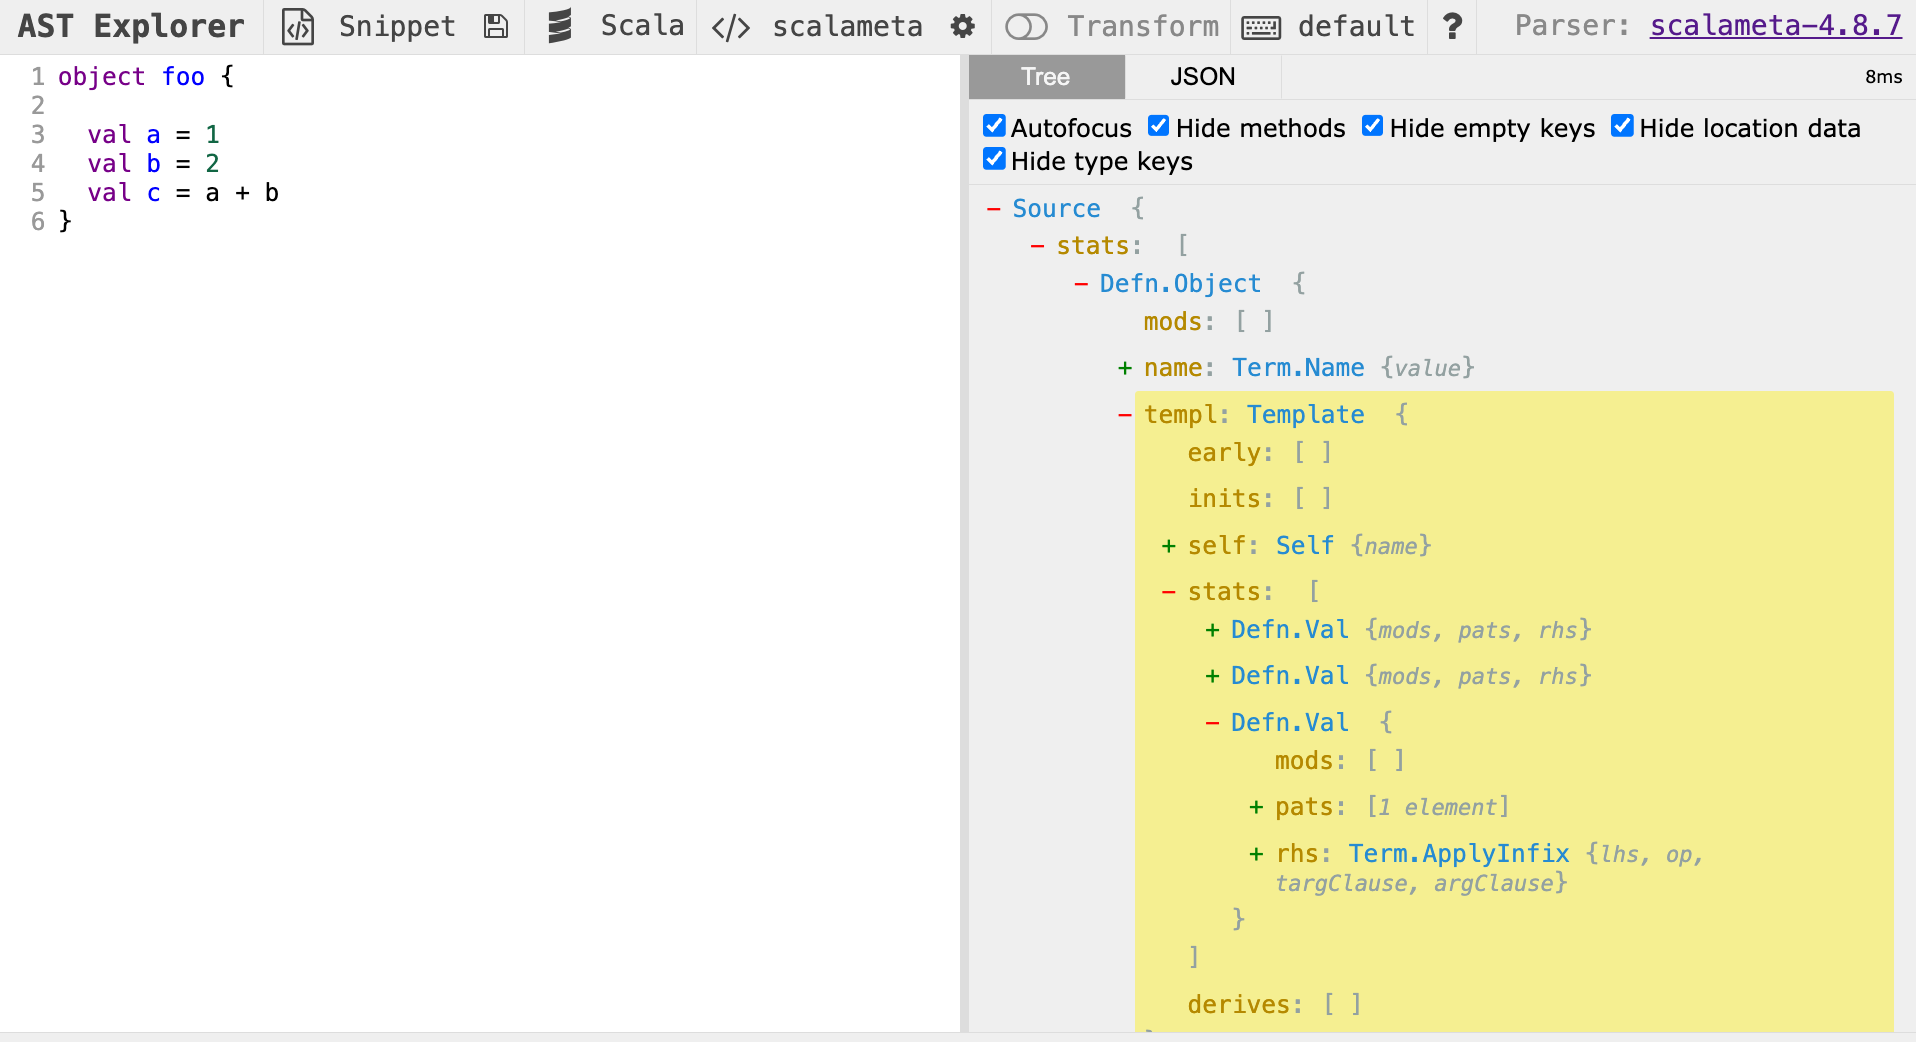 AST Explorer Snippet Scala </> scalameta Transform default ? Parser: scalameta-4.8.7
1 object foo {
2
3   val a = 1
4   val b = 2
5   val c = a + b
6 }
Tree JSON 8ms
Autofocus Hide methods Hide empty keys Hide location data
Hide type keys
- Source {
- stats: [
- Defn.Object {
mods: [ ]
+ name: Term.Name {value}
- templ: Template {
early: [ ]
inits: [ ]
+ self: Self {name}
- stats: [
+ Defn.Val {mods, pats, rhs}
+ Defn.Val {mods, pats, rhs}
- Defn.Val {
mods: [ ]
+ pats: [1 element]
+ rhs: Term.ApplyInfix {lhs, op,
targClause, argClause}
}
]
derives: [ ]